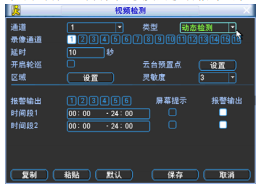 视频检测
通道 1 类型 动态检测
录像通道 1 2 3 4 5 6 7 8 9 10 11 12 13 14 15 16
延时 10 秒
开启轮巡 云台预置点 设置
区域 设置 灵敏度 3
报警输出 1 2 3 4 5 6 屏幕提示 报警输出
时间段1 00:00 -24:00
时间段2 00:00 -24:00
复制 粘贴 默认 保存 取消